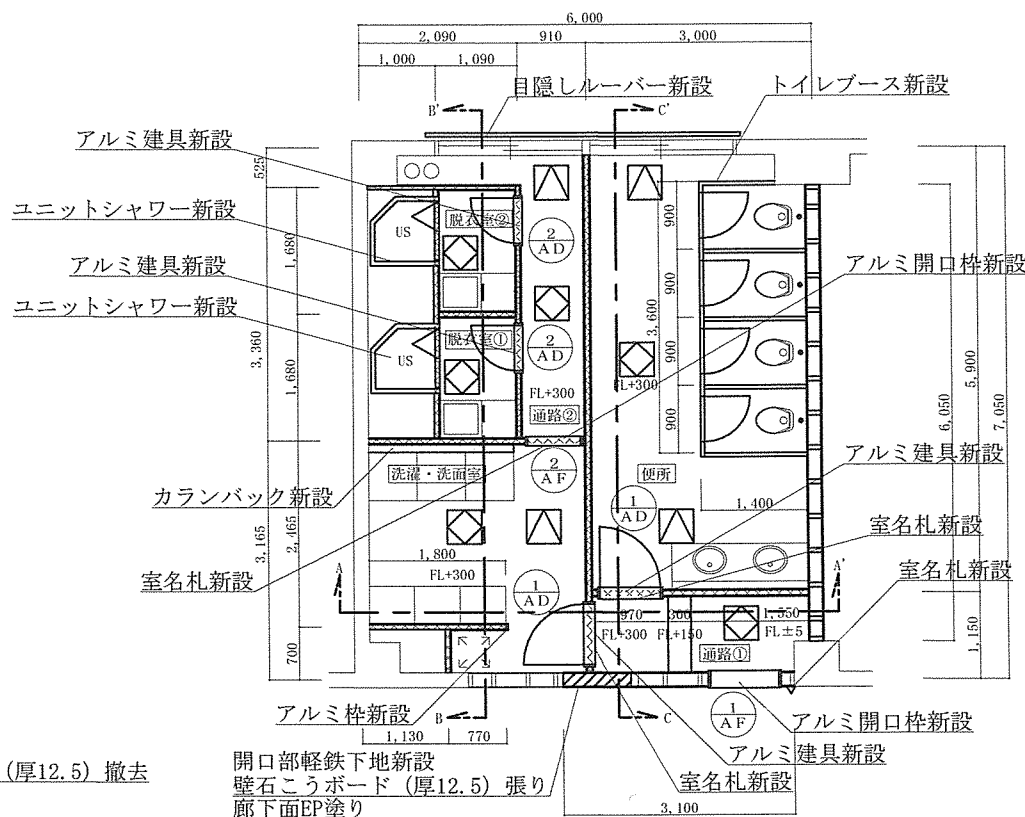 6,000
2,090
910
3,000
1,000
1,090
目隠しルーバー新設
トイレブース新設
B'
C'
アルミ建具新設
525
ユニットシャワー新設
US
脱衣室②
2
AD
900
1,680
アルミ建具新設
アルミ開口枠新設
900
ユニットシャワー新設
3,600
3,360
脱衣室①
US
2
AD
900
FL+300
1,680
FL+300
5,900
6,050
7,050
通路②
900
洗濯・洗面室
2
AF
便所
アルミ建具新設
カランバック新設
1
AD
1,400
室名札新設
3,165
2,465
1,800
FL+300
室名札新設
室名札新設
A
1
AD
A'
970
300
1,550
FL+300
FL+150
FL±5
1,150
700
通路①
アルミ枠新設
B
C
1
AF
アルミ開口枠新設
1,130
770
アルミ建具新設
(厚12.5) 撤去
開口部軽鉄下地新設
壁石こうボード (厚12.5) 張り
廊下面EP塗り
室名札新設
3,100